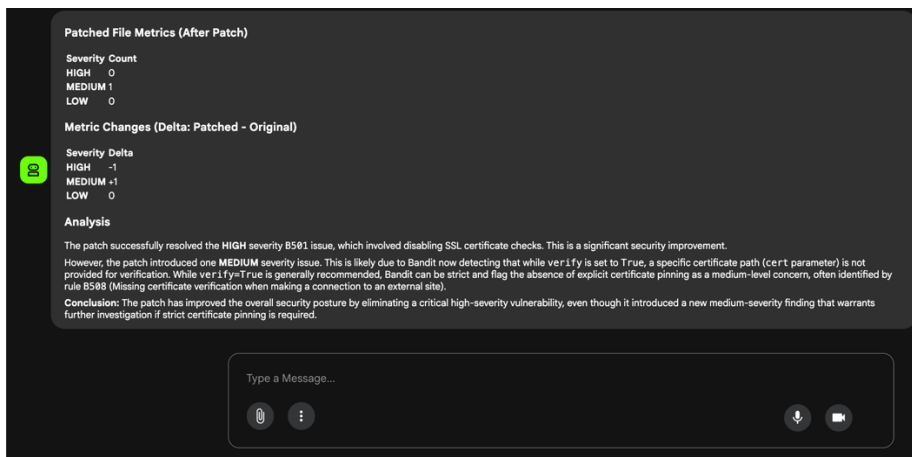 Patched File Metrics (After Patch)
Severity Count
HIGH 0
MEDIUM 1
LOW 0
Metric Changes (Delta: Patched - Original)
Severity Delta
HIGH -1
MEDIUM +1
LOW 0
Analysis
The patch successfully resolved the HIGH severity B501 issue, which involved disabling SSL certificate checks. This is a significant security improvement.
However, the patch introduced one MEDIUM severity issue. This is likely due to Bandit now detecting that while verify is set to True, a specific certificate path (cert parameter) is not
provided for verification. While verify=True is generally recommended, Bandit can be strict and flag the absence of explicit certificate pinning as a medium-level concern, often identified by
rule B508 (Missing certificate verification when making a connection to an external site).
Conclusion: The patch has improved the overall security posture by eliminating a critical high-severity vulnerability, even though it introduced a new medium-severity finding that warrants
further investigation if strict certificate pinning is required.
Type a Message...